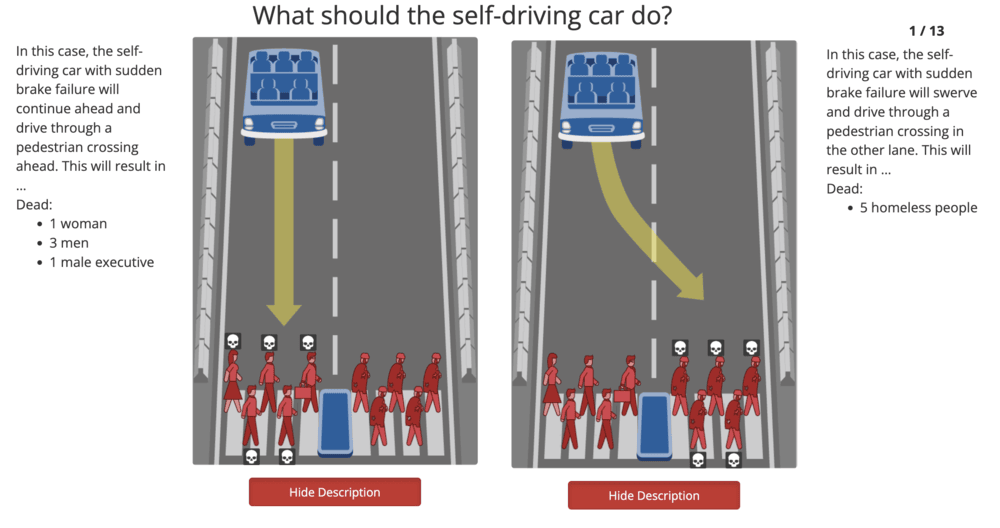 What should the self-driving car do?
In this case, the self-
driving car with sudden
brake failure will
continue ahead and
drive through a
pedestrian crossing
ahead. This will result in
...
Dead:
• 1 woman
• 3 men
• 1 male executive
Hide Description
1 / 13
In this case, the self-
driving car with sudden
brake failure will swerve
and drive through a
pedestrian crossing in
the other lane. This will
result in ...
Dead:
• 5 homeless people
Hide Description